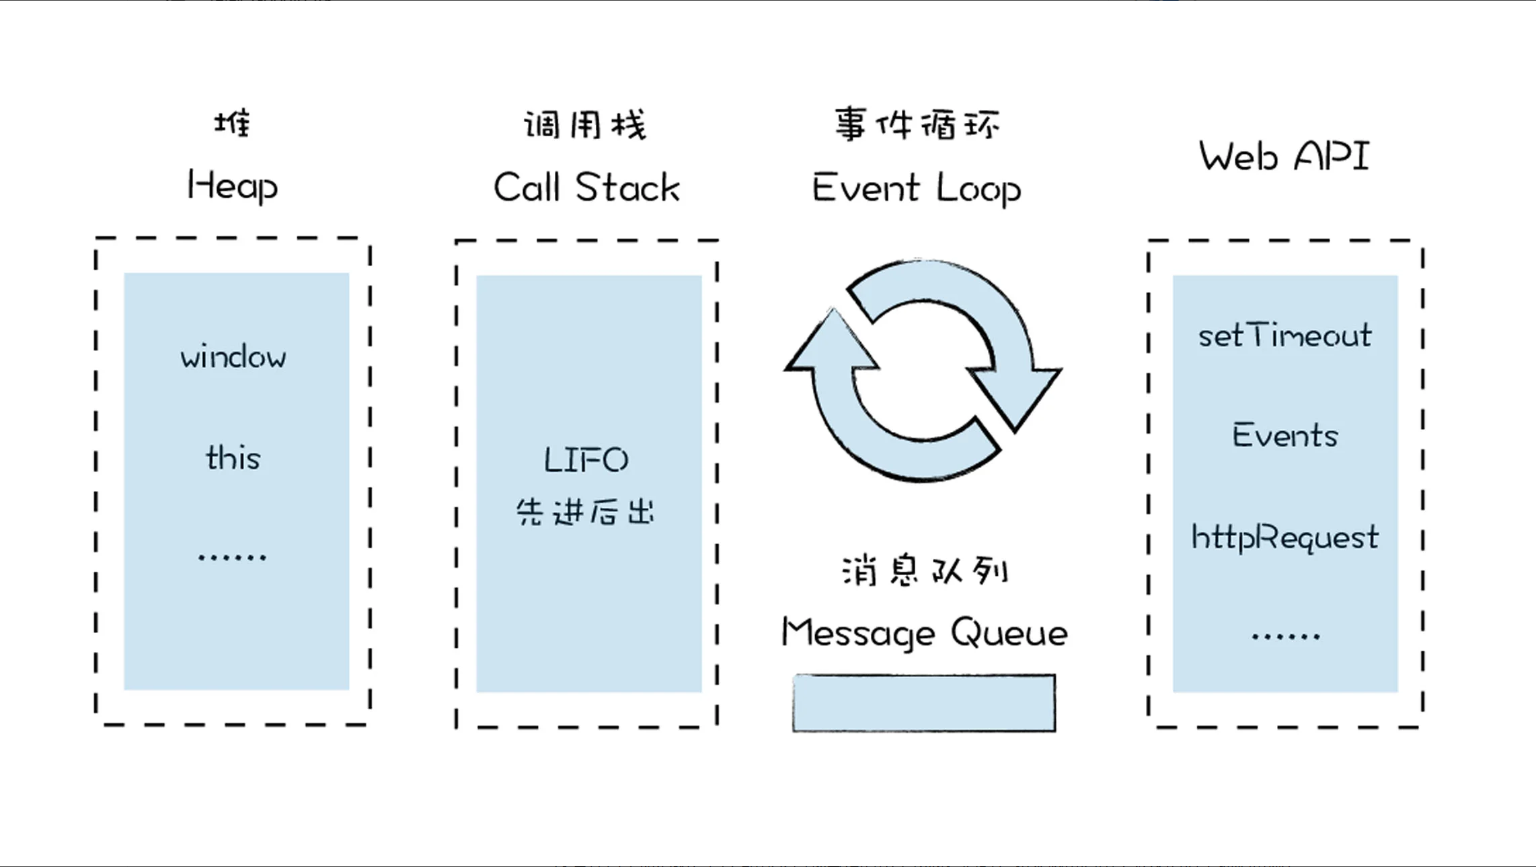 堆
Heap
window
this
......
调用栈
Call Stack
LIFO
先进后出
事件循环
Event Loop
消息队列
Message Queue
Web API
setTimeout
Events
httpRequest
......